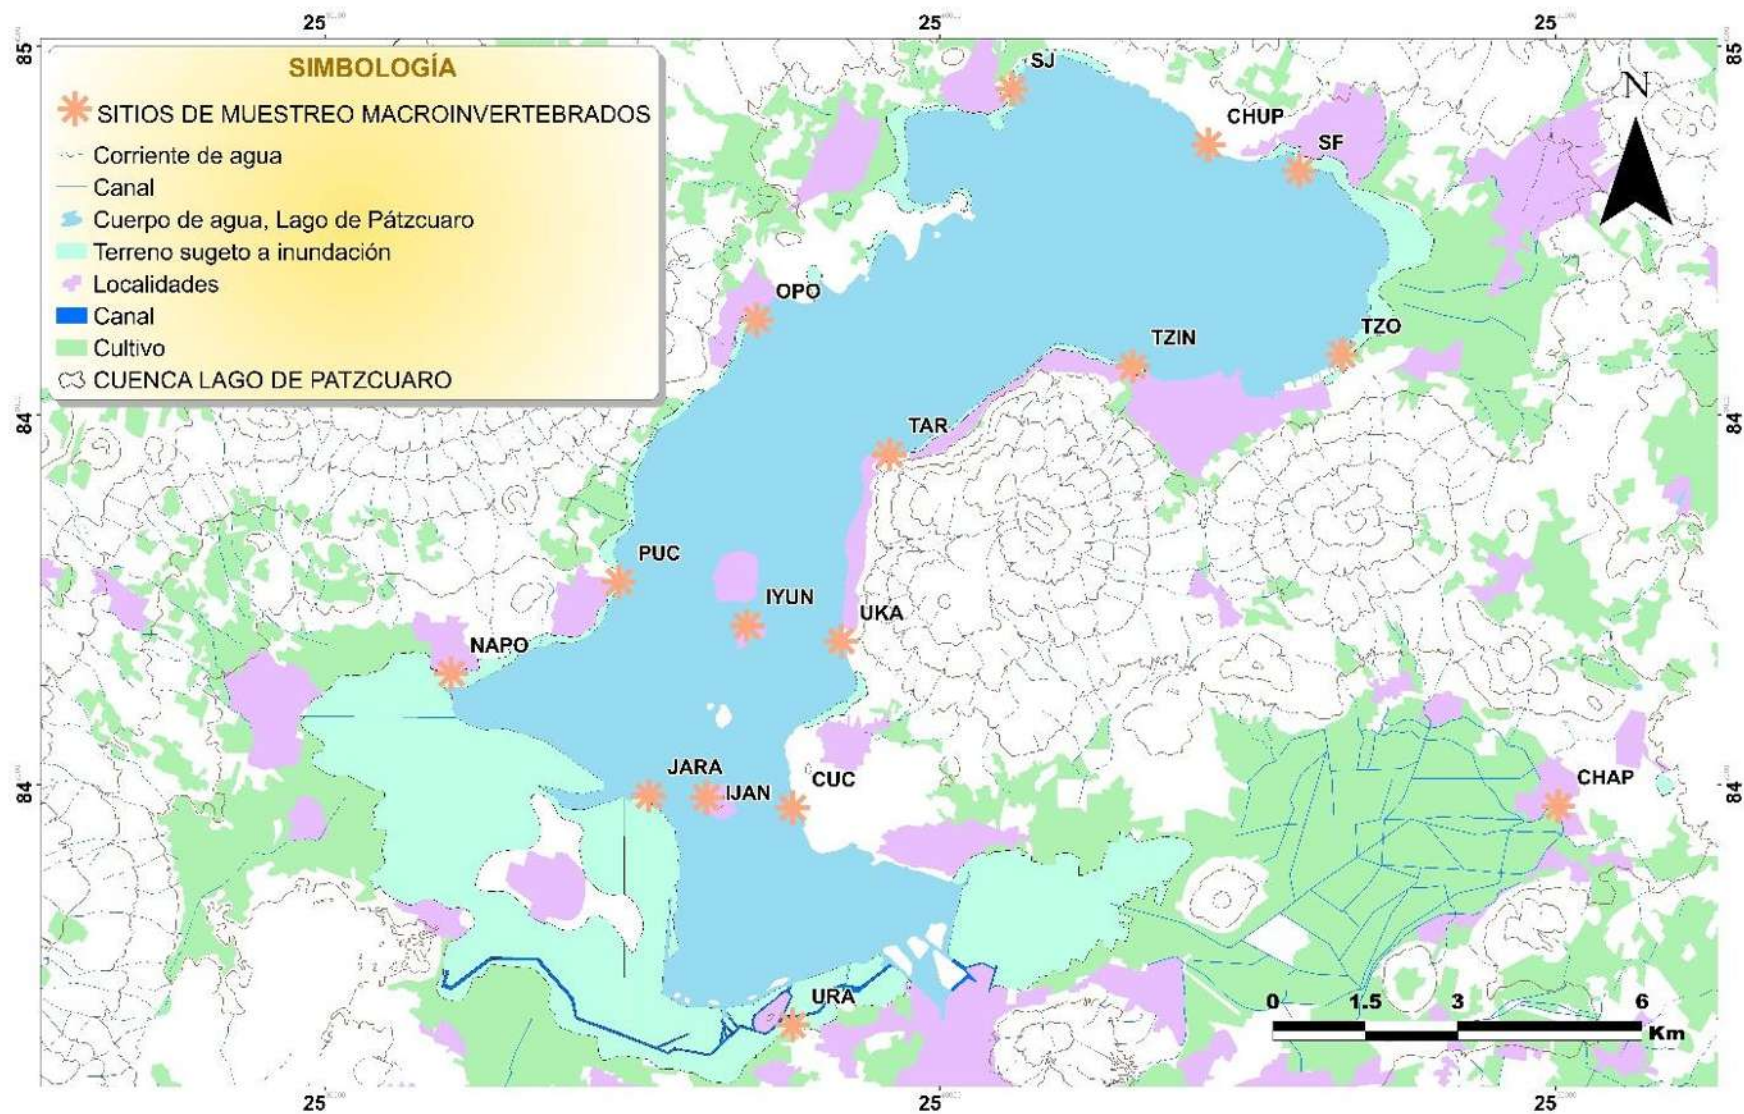 25
25
25
85
85
SIMBOLOGÍA
SITIOS DE MUESTREO MACROINVERTEBRADOS
Corriente de agua
Canal
Cuerpo de agua, Lago de Pátzcuaro
Terreno sugeto a inundación
Localidades
Canal
Cultivo
CUENCA LAGO DE PATZCUARO
SJ
N
CHUP
SF
OPO
TZIN
TZO
84
84
TAR
PUC
IYUN
UKA
NAPO
84
84
JARA
IJAN
CUC
CHAP
URA
0 1.5 3 6
Km
25
25
25